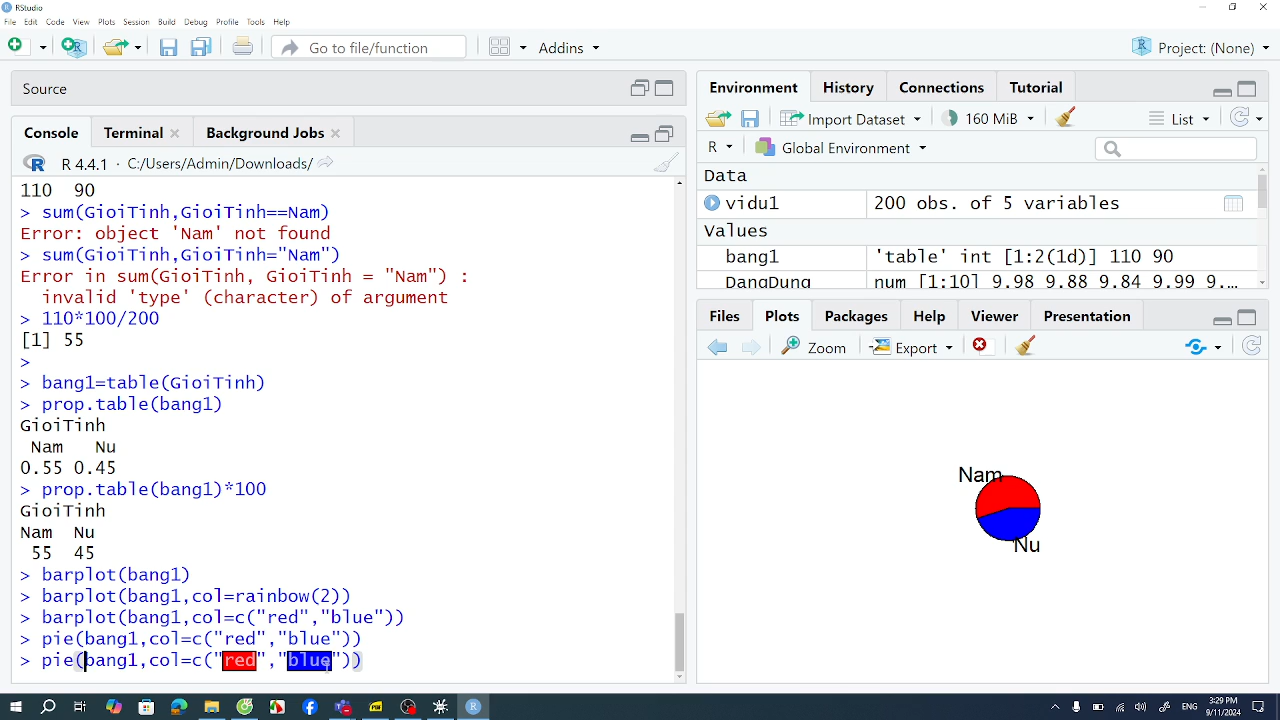 RStudio
File Edit Code View Plots Session Build Debug Profile Tools Help
Go to file/function
Addins
Project: (None)
Source
Console Terminal Background Jobs
R 4.4.1 · C:/Users/Admin/Downloads/
110 90
> sum(GioiTinh,GioiTinh==Nam)
Error: object 'Nam' not found
> sum(GioiTinh,GioiTinh="Nam")
Error in sum(GioiTinh, GioiTinh = "Nam") :
invalid 'type' (character) of argument
> 110*100/200
[1] 55
>
> bang1=table(GioiTinh)
> prop.table(bang1)
GioiTinh
Nam Nu
0.55 0.45
> prop.table(bang1)*100
GioiTinh
Nam Nu
55 45
> barplot(bang1)
> barplot(bang1,col=rainbow(2))
> barplot(bang1,col=c("red","blue"))
> pie(bang1,col=c("red","blue"))
> pie(bang1,col=c("red","blue"))
Environment History Connections Tutorial
Import Dataset 160 MiB List
R Global Environment
Data
vidu1 200 obs. of 5 variables
Values
bang1 'table' int [1:2(1d)] 110 90
DangDung num [1:10] 9.98 9.88 9.84 9.99 9...
Files Plots Packages Help Viewer Presentation
Zoom Export
Nam
Nu
ENG
3:29 PM
9/11/2024